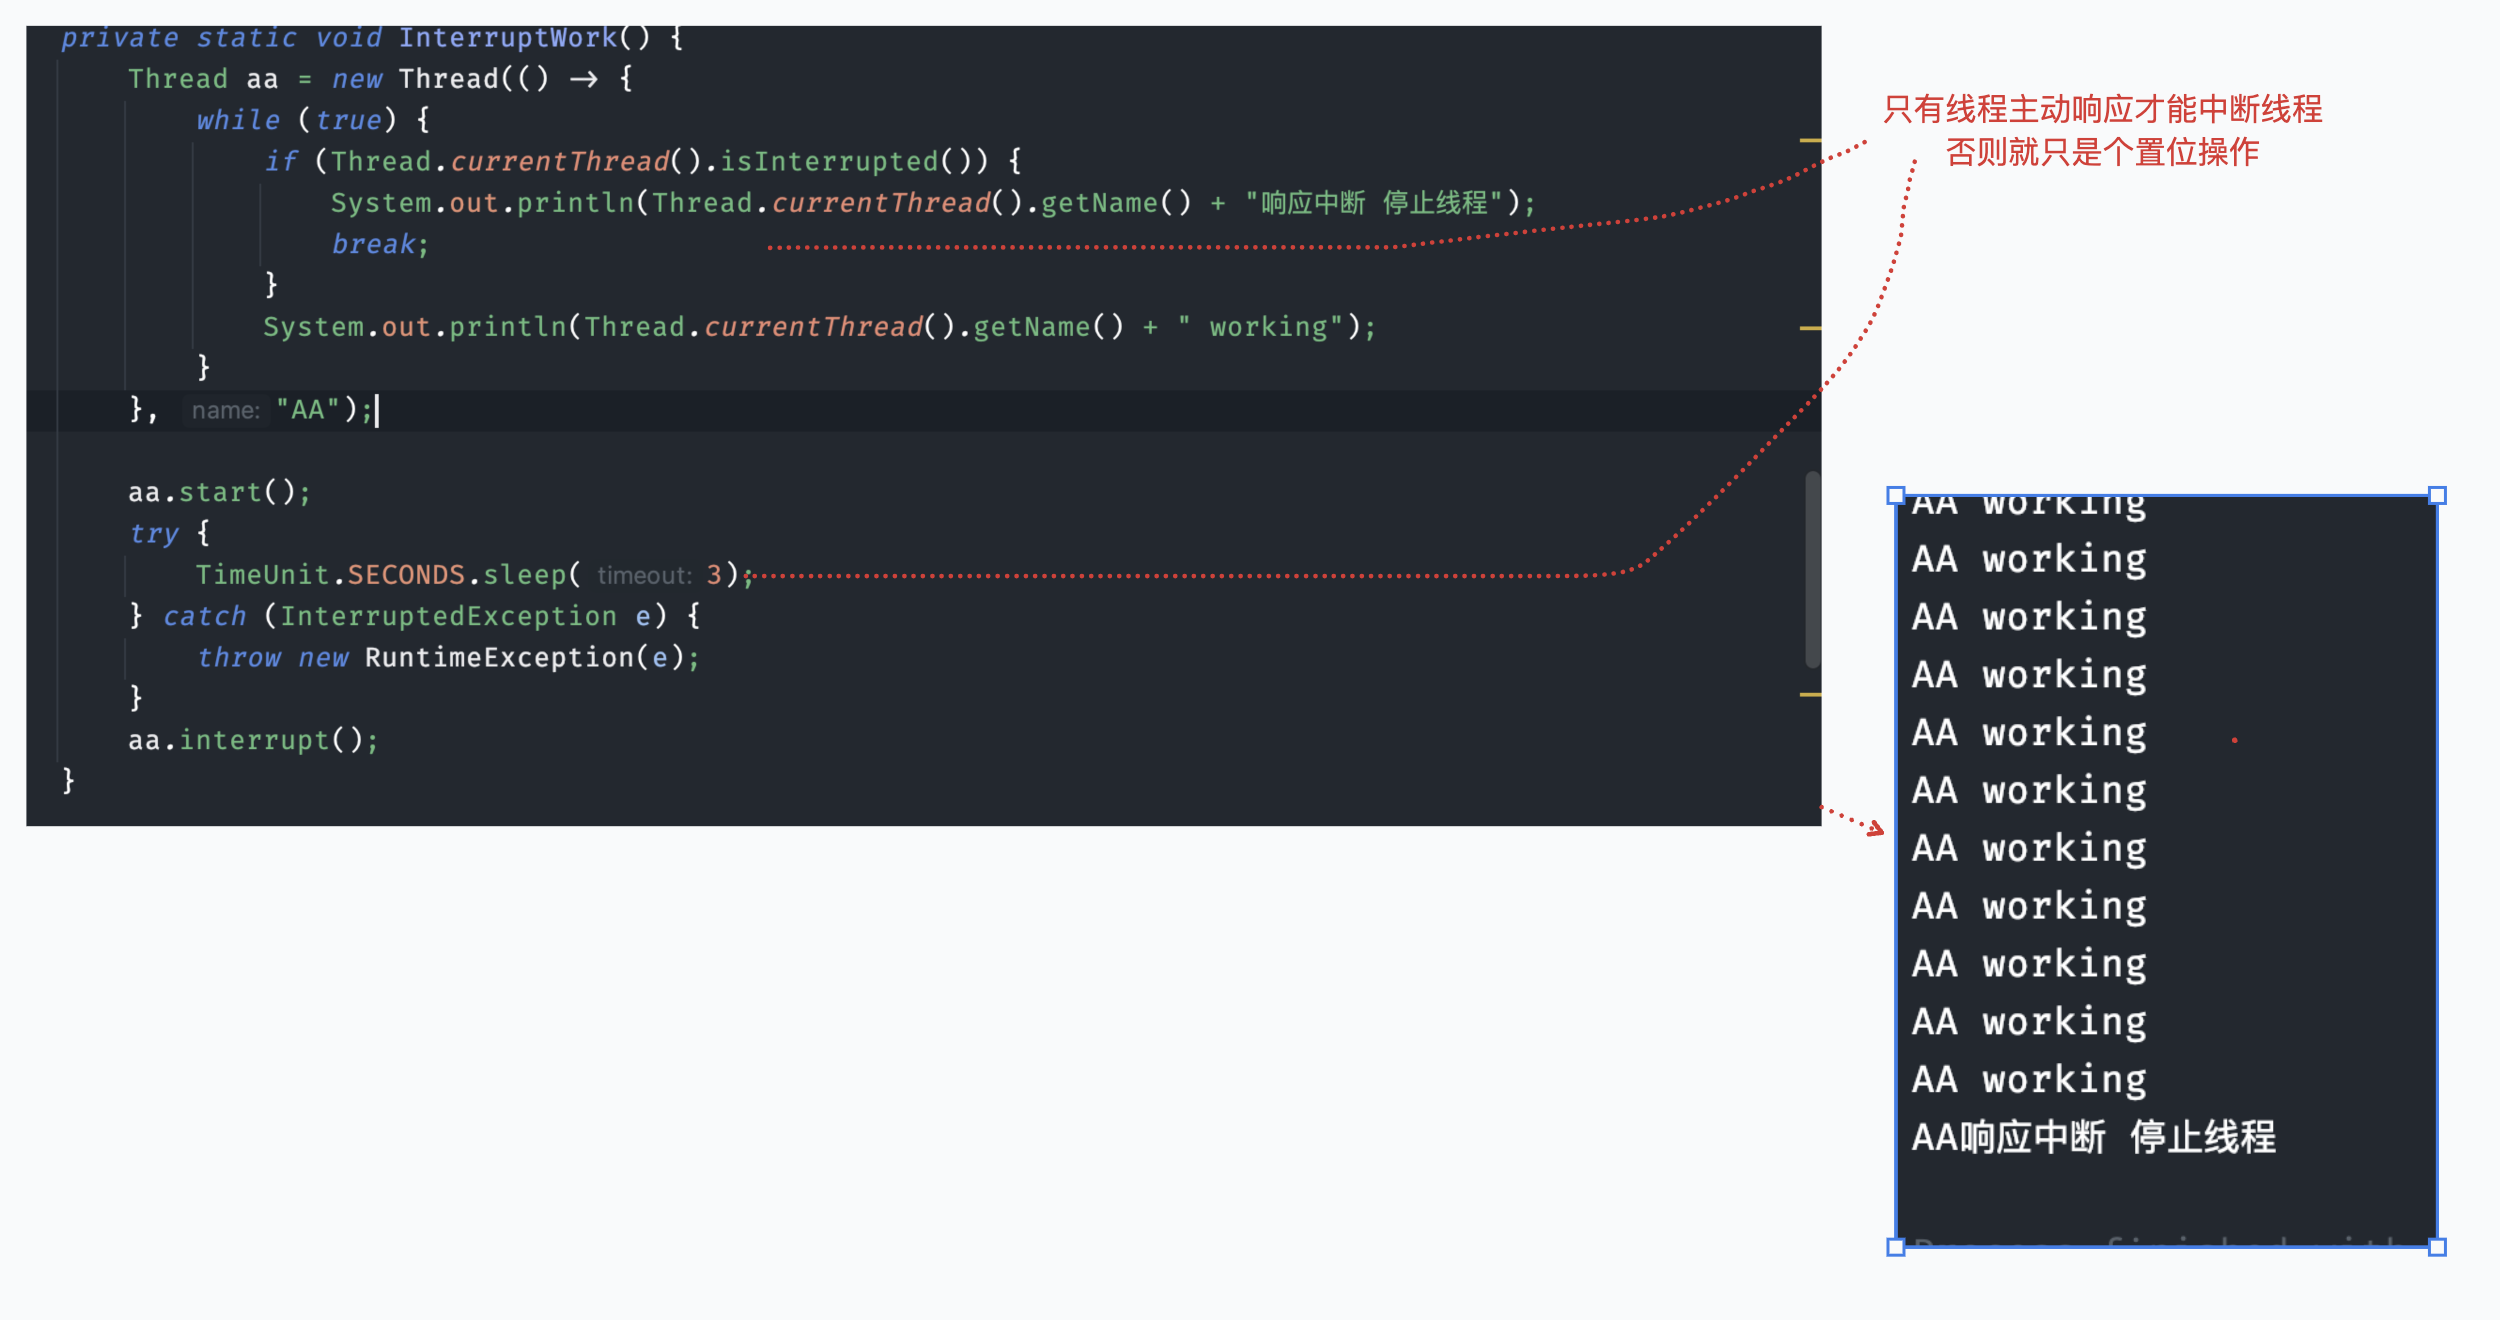 private static void InterruptWork() {
Thread aa = new Thread(() -> {
while (true) {
if (Thread.currentThread().isInterrupted()) {
System.out.println(Thread.currentThread().getName() + "响应中断 停止线程");
break;
}
System.out.println(Thread.currentThread().getName() + " working");
}
}, name: "AA");
aa.start();
try {
TimeUnit.SECONDS.sleep( timeout: 3);
} catch (InterruptedException e) {
throw new RuntimeException(e);
}
aa.interrupt();
}
只有线程主动响应才能中断线程
否则就只是个置位操作
AA working
AA working
AA working
AA working
AA working
AA working
AA working
AA working
AA working
AA working
AA working
AA响应中断 停止线程